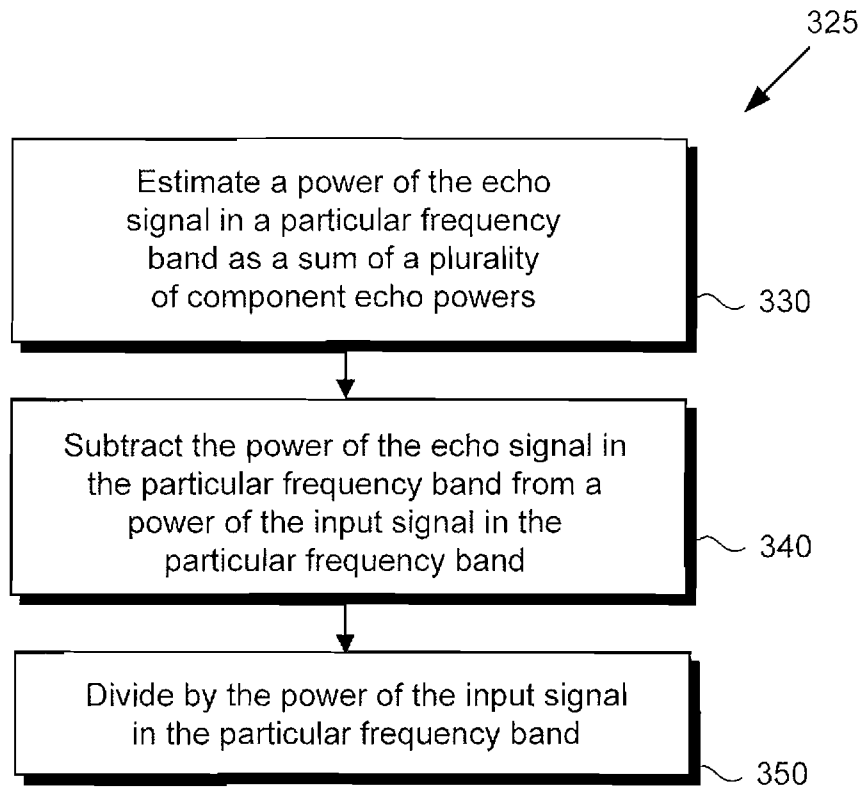 325
Estimate a power of the echo
signal in a particular frequency
band as a sum of a plurality
of component echo powers
330
Subtract the power of the echo signal in
the particular frequency band from a
power of the input signal in the
particular frequency band
340
Divide by the power of the input signal
in the particular frequency band
350